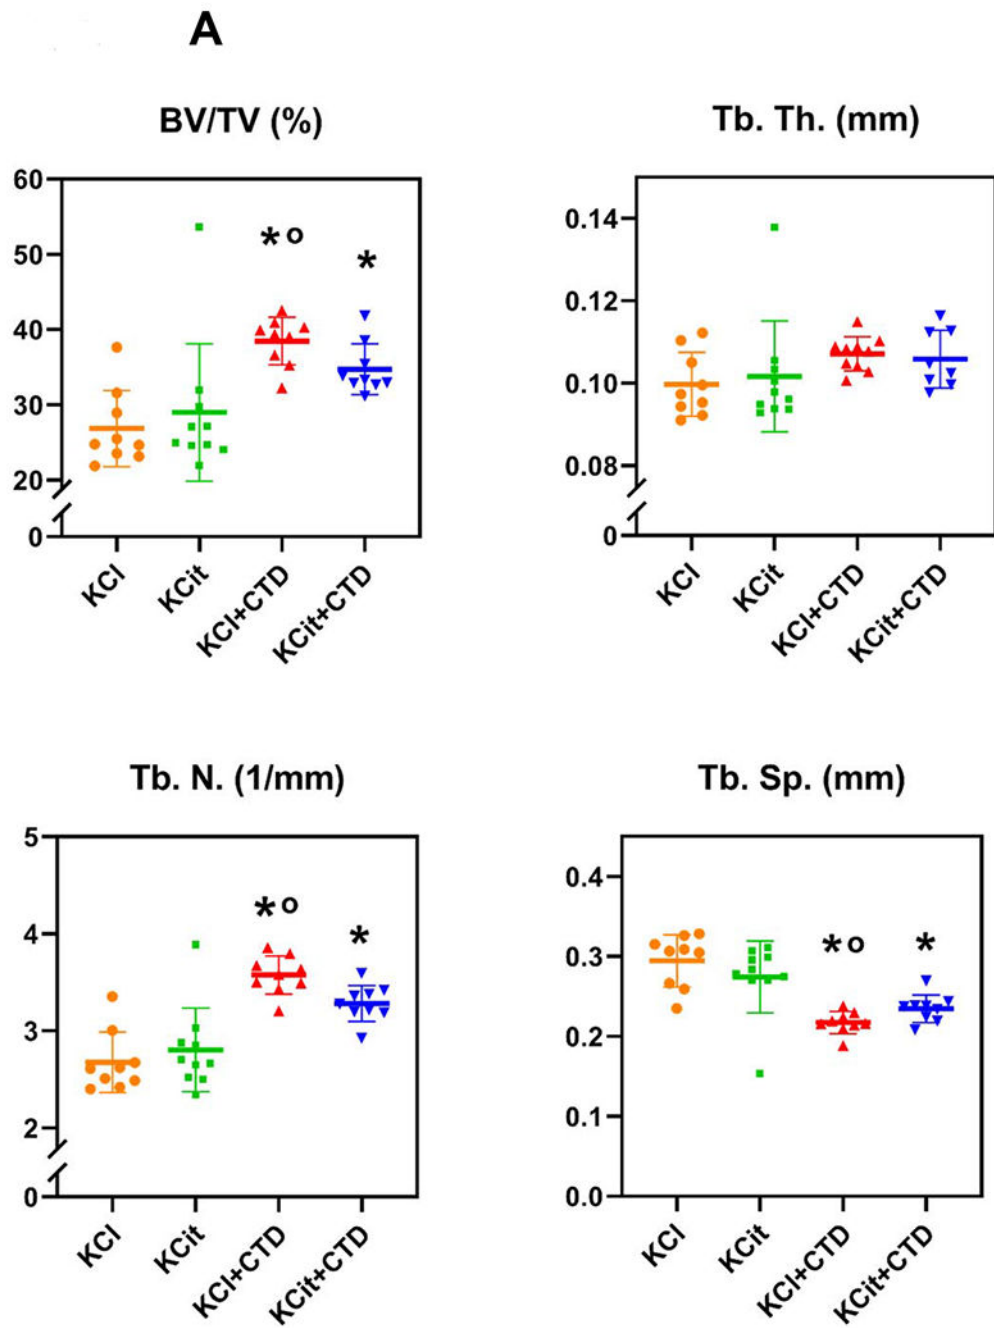 A
BV/TV (%)
60
50
40
30
20
0
* o
*
KCl
KCit
KCl+CTD
KCit+CTD
Tb. Th. (mm)
0.14
0.12
0.10
0.08
0
KCl
KCit
KCl+CTD
KCit+CTD
Tb. N. (1/mm)
5
4
3
2
0
* o
*
KCl
KCit
KCl+CTD
KCit+CTD
Tb. Sp. (mm)
0.4
0.3
0.2
0.1
0.0
* o
*
KCl
KCit
KCl+CTD
KCit+CTD